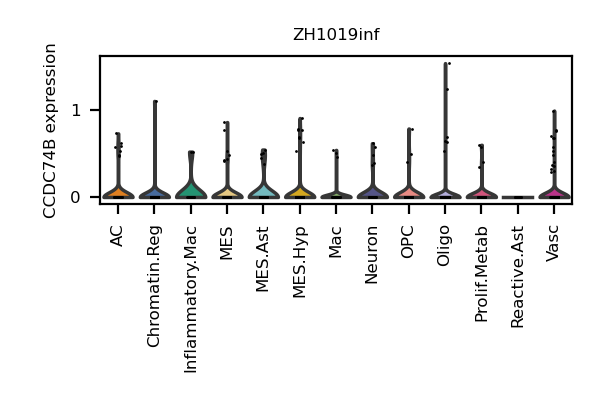 ZH1019inf
CCDC74B expression
1
0
AC
Chromatin.Reg
Inflammatory.Mac
MES
MES.Ast
MES.Hyp
Mac
Neuron
OPC
Oligo
Prolif.Metab
Reactive.Ast
Vasc